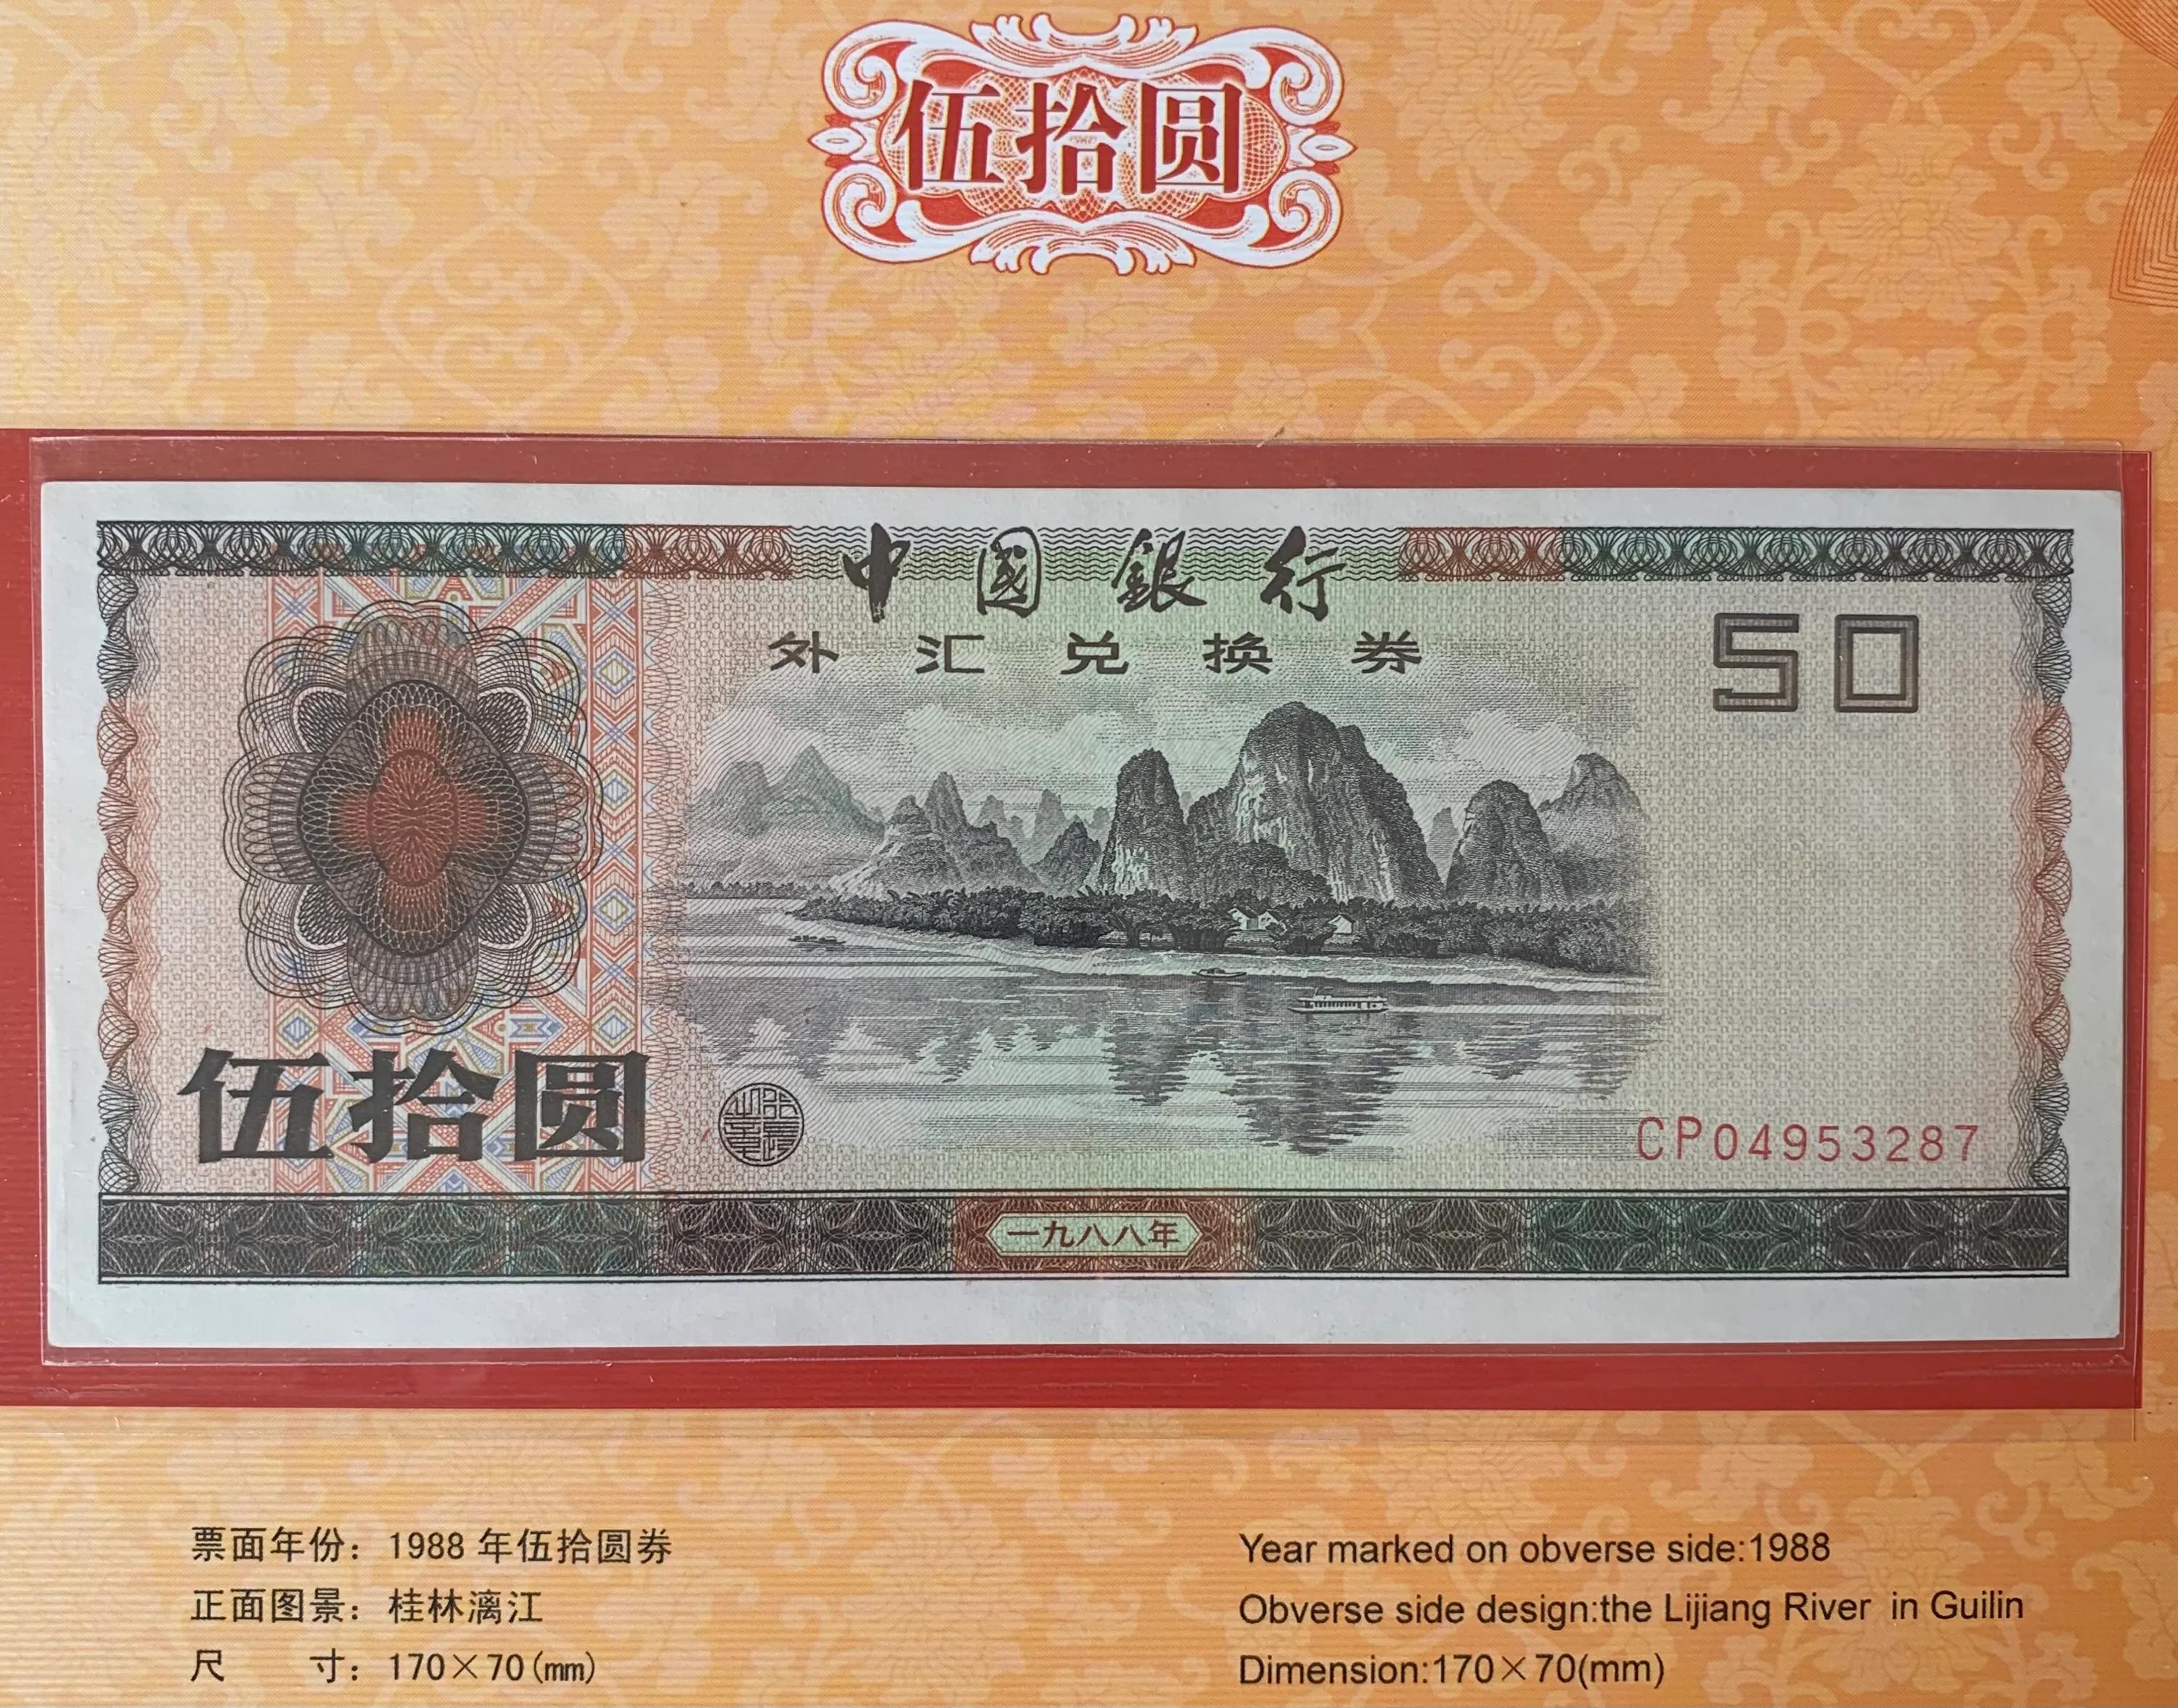 伍拾圆
中國銀行
外汇兑换券
50
伍拾圆
CP04953287
一九八八年
票面年份：1988 年伍拾圆券
正面图景：桂林漓江
尺　　寸：170×70(mm)
Year marked on obverse side:1988
Obverse side design:the Lijiang River in Guilin
Dimension:170×70(mm)